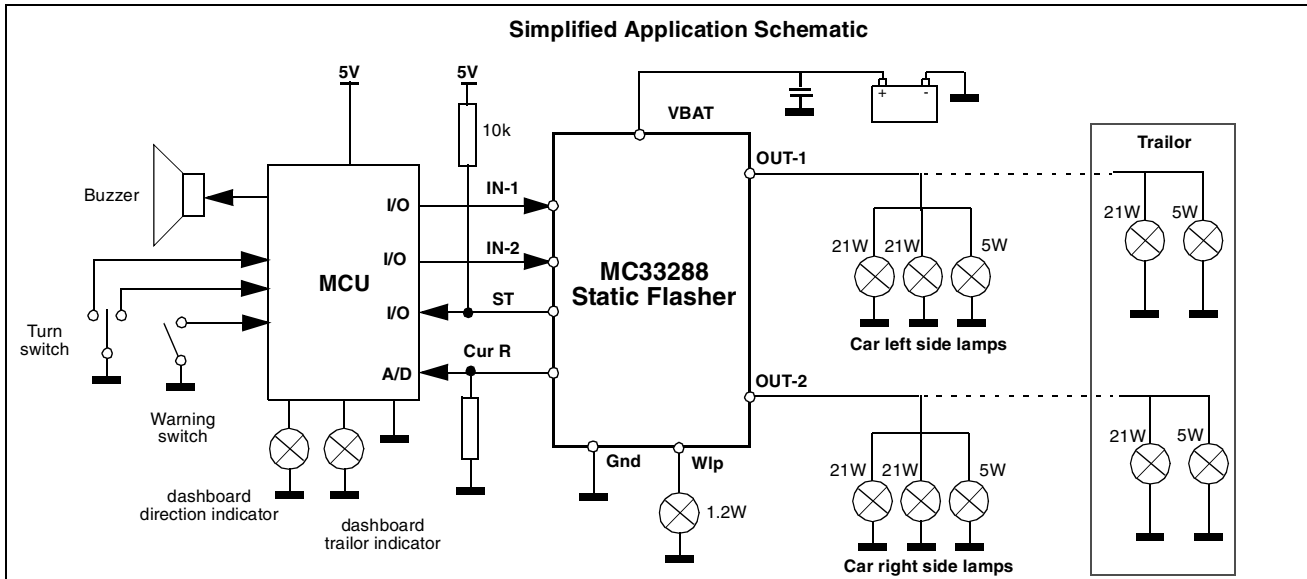 Simplified Application Schematic
5V
5V
10k
VBAT
+ -
Trailor
OUT-1
Buzzer
I/O
IN-1
21W
5W
21W
21W
5W
I/O
IN-2
MCU
MC33288
Static Flasher
I/O
ST
Turn
switch
Car left side lamps
Cur R
A/D
OUT-2
Warning
switch
21W
5W
Gnd
Wlp
21W
21W
5W
dashboard
direction indicator
1.2W
dashboard
trailor indicator
Car right side lamps